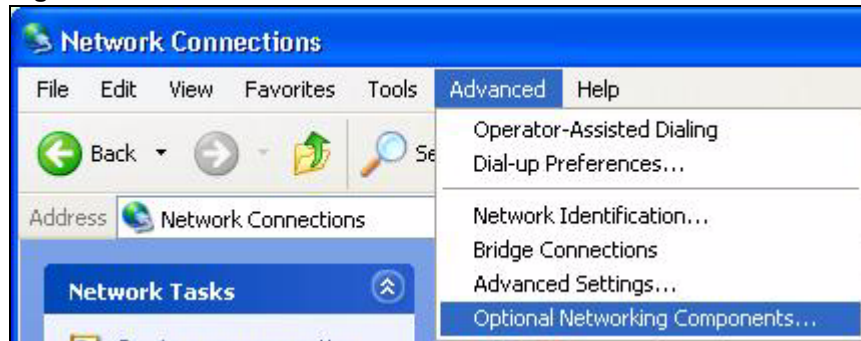 Network Connections
File Edit View Favorites Tools Advanced Help
Back
Operator-Assisted Dialing
Dial-up Preferences...
Network Identification...
Bridge Connections
Advanced Settings...
Optional Networking Components...
Address Network Connections
Network Tasks